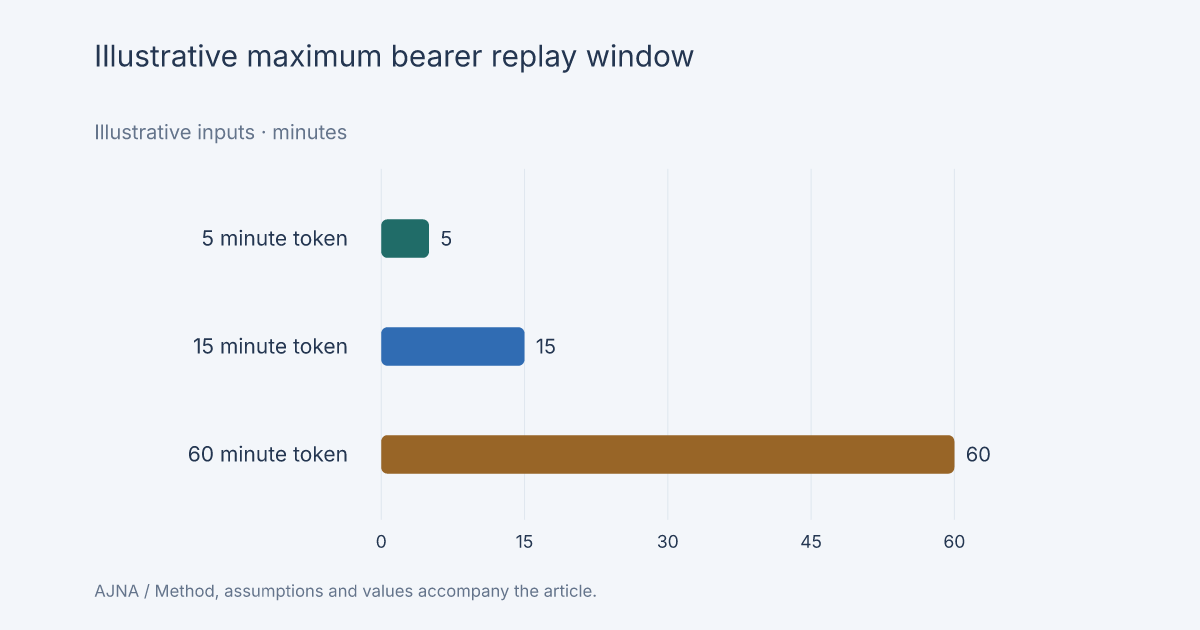 Illustrative maximum bearer replay window
Illustrative inputs · minutes
5 minute token
5
15 minute token
15
60 minute token
60
0
15
30
45
60
AJNA / Method, assumptions and values accompany the article.